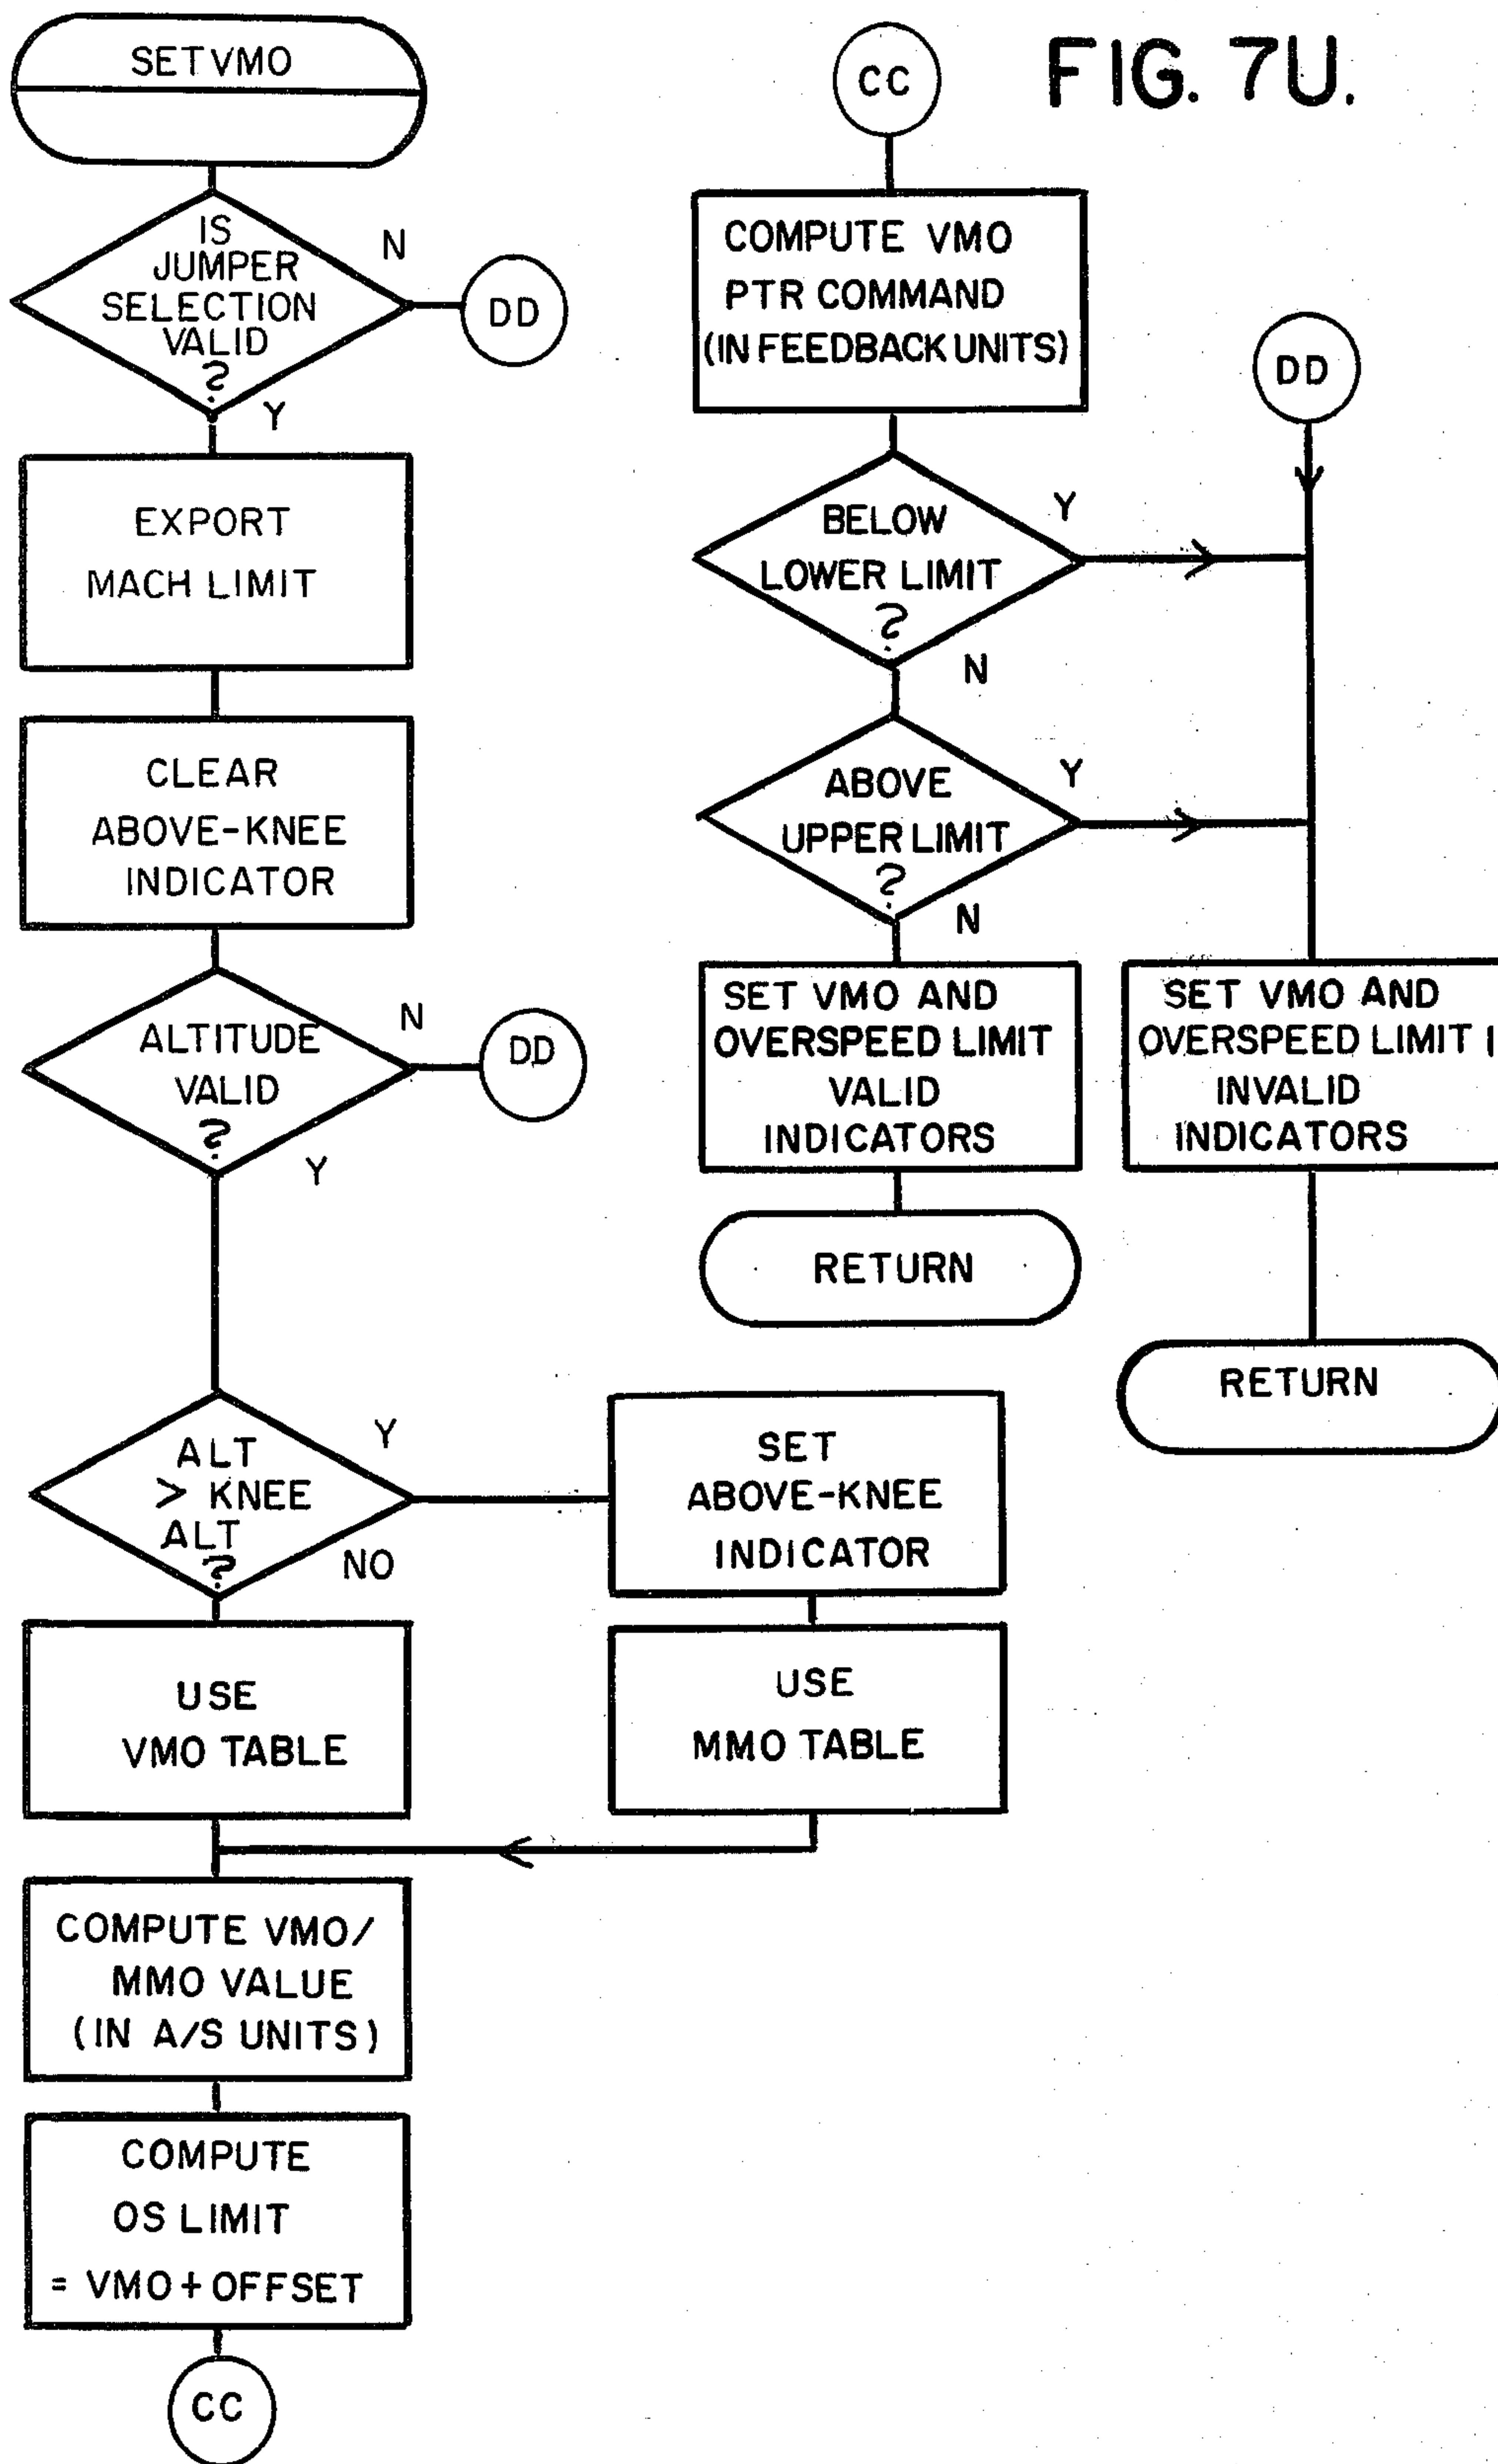 FIG. 7U.
SET VMO
IS
JUMPER
SELECTION
VALID
?
N
DD
Y
EXPORT
MACH LIMIT
CLEAR
ABOVE-KNEE
INDICATOR
ALTITUDE
VALID
?
N
DD
Y
ALT
> KNEE
ALT
?
Y
NO
SET
ABOVE-KNEE
INDICATOR
USE
VMO TABLE
USE
MMO TABLE
COMPUTE VMO/
MMO VALUE
(IN A/S UNITS)
COMPUTE
OS LIMIT
= VMO + OFFSET
CC
CC
COMPUTE VMO
PTR COMMAND
(IN FEEDBACK UNITS)
BELOW
LOWER LIMIT
?
Y
N
ABOVE
UPPER LIMIT
?
Y
N
SET VMO AND
OVERSPEED LIMIT
VALID
INDICATORS
RETURN
DD
SET VMO AND
OVERSPEED LIMIT
INVALID
INDICATORS
RETURN